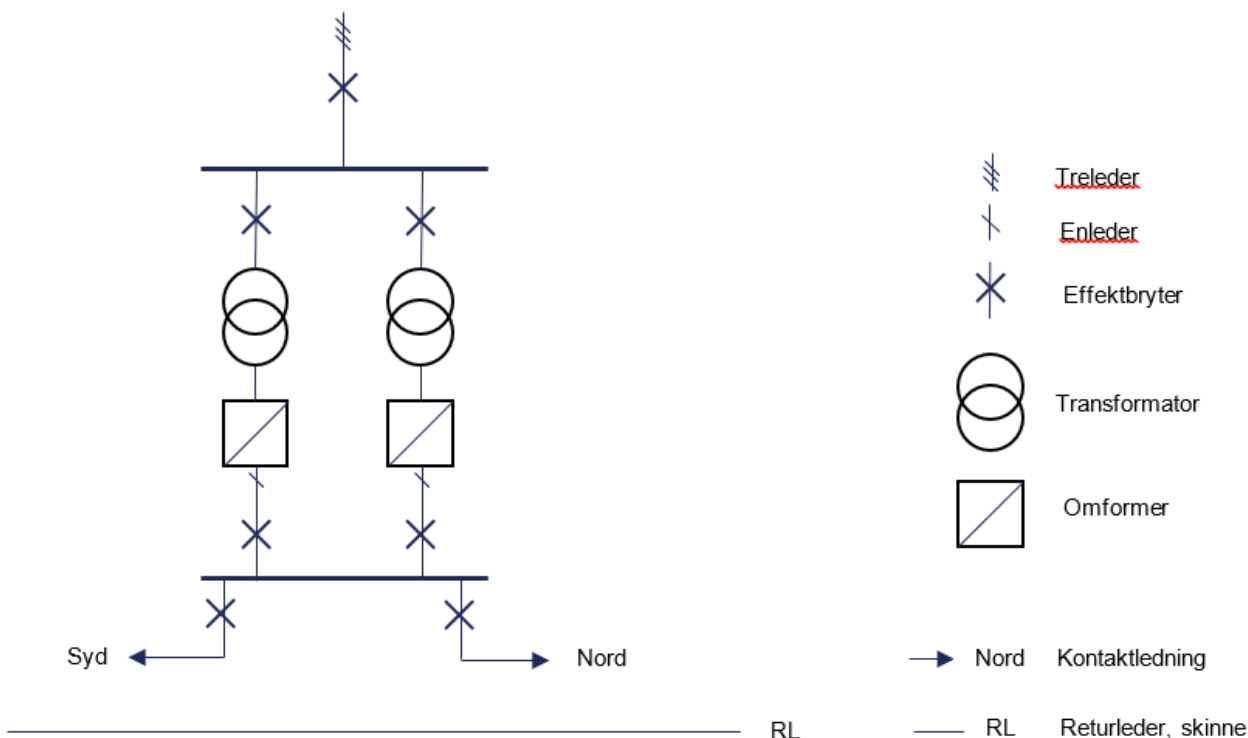 Treleder
Enleder
Effektbryter
Transformator
Omformer
Syd
Nord
Nord Kontaktledning
RL
RL Returleder, skinne